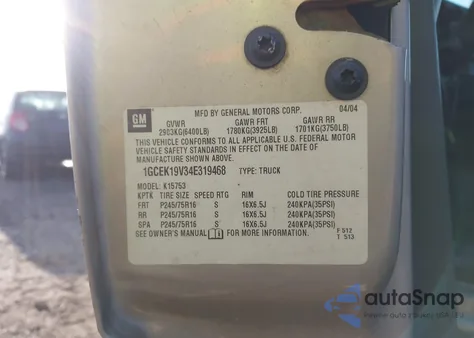 MFD BY GENERAL MOTORS CORP. 04/04
GM GVWR GAWR FRT GAWR RR
2903KG(6400LB) 1780KG(3925LB) 1701KG(3750LB)
THIS VEHICLE CONFORMS TO ALL APPLICABLE U.S. FEDERAL MOTOR
VEHICLE SAFETY STANDARDS IN EFFECT ON THE DATE OF
MANUFACTURE SHOWN ABOVE.
1GCEK19V34E319468 TYPE: TRUCK
MODEL: K15753
KPTK TIRE SIZE SPEED RTG RIM COLD TIRE PRESSURE
FRT P245/75R16 S 16X6.5J 240KPA(35PSI)
RR P245/75R16 S 16X6.5J 240KPA(35PSI)
SPA P245/75R16 S 16X6.5J 240KPA(35PSI)
SEE OWNER'S MANUAL FOR MORE INFORMATION.
F 512
T 513
autoSnap